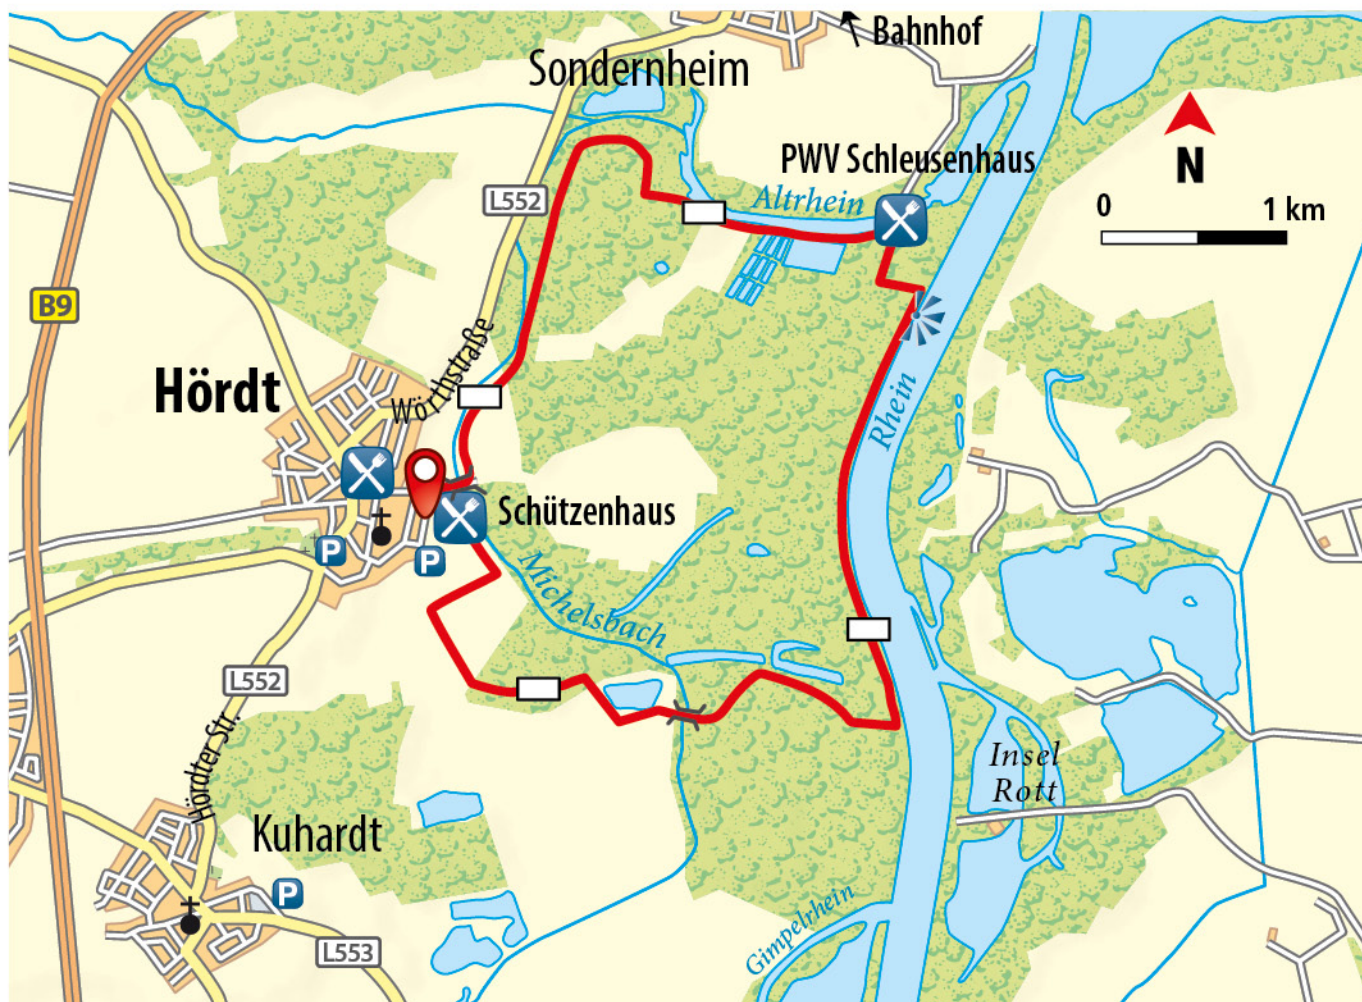 Bahnhof
Sondernheim
PWV Schleusenhaus
N
Altrhein
L552
0 1 km
B9
Wörthstraße
Hördt
Rhein
Schützenhaus
P
P
Michelsbach
L552
Hördter Str.
Insel
Rott
Kuhardt
P
Gimpelrhein
L553